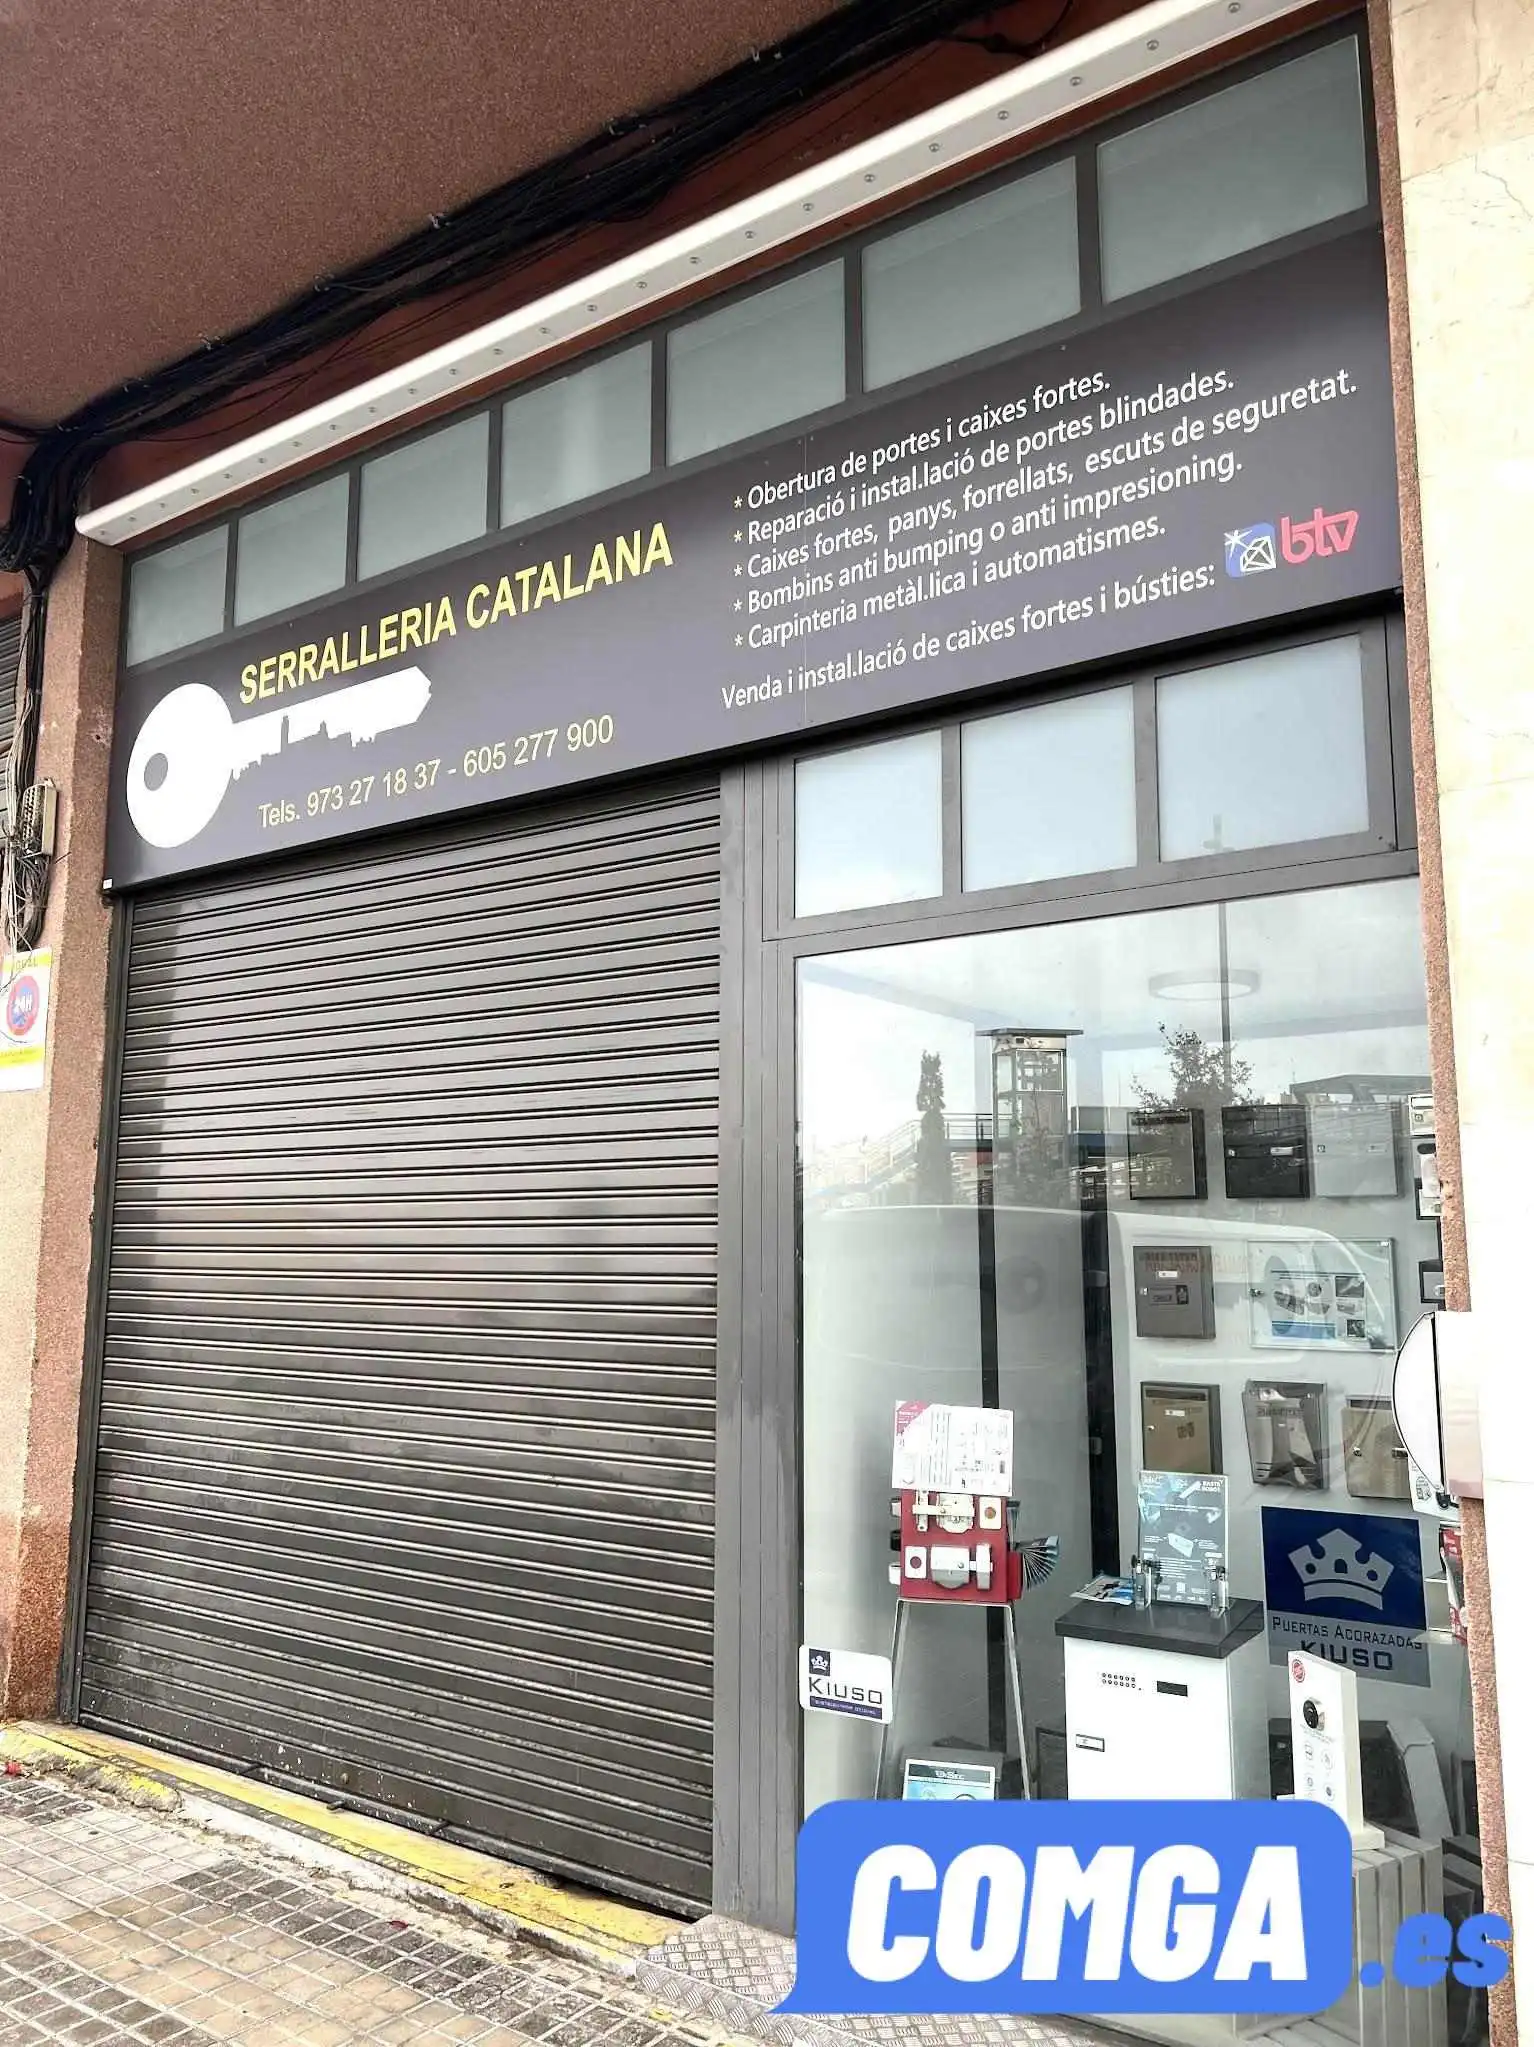 SERRALLERIA CATALANA
Tels. 973 27 18 37 - 605 277 900
* Obertura de portes i caixes fortes.
* Reparació i instal.lació de portes blindades.
* Caixes fortes, panys, forrellats, escuts de seguretat.
* Bombins anti bumping o anti impresioning.
* Carpinteria metàl.lica i automatismes.
Venda i instal.lació de caixes fortes i bústies:
btv
24H
PUERTAS ACORAZADAS
KIUSO
KIUSO
COMGA.es